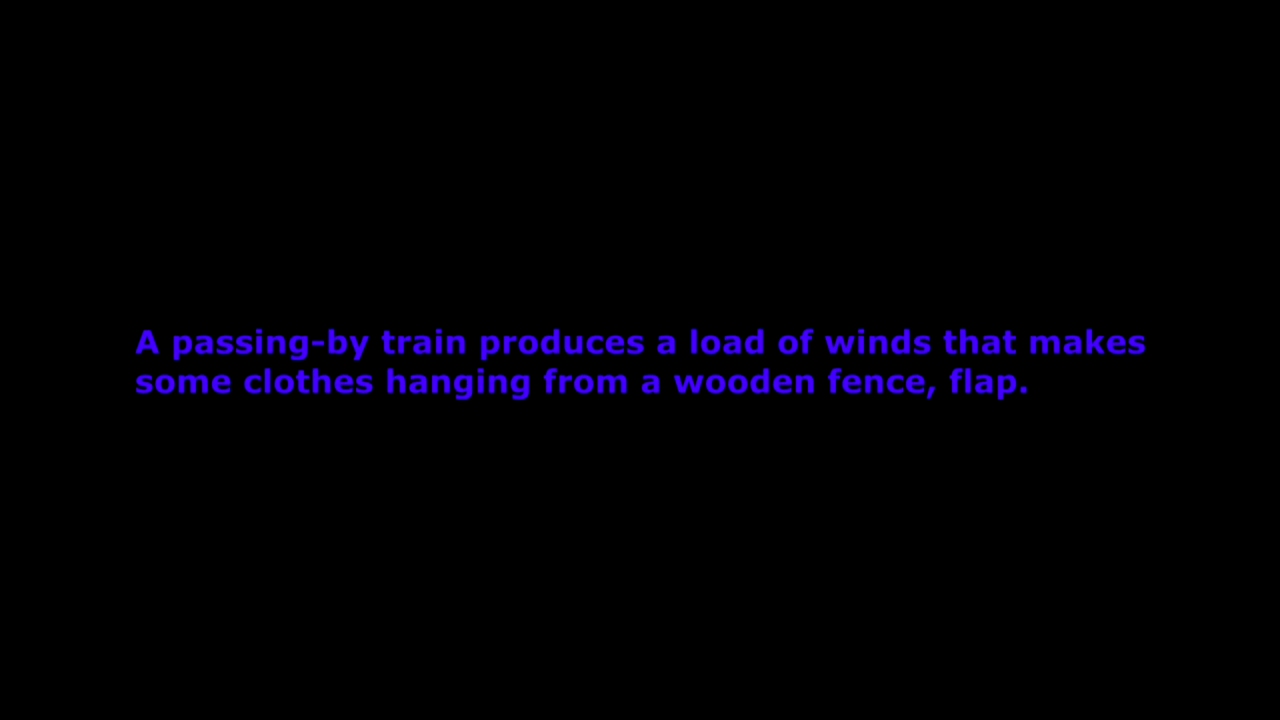 A passing-by train produces a load of winds that makes
some clothes hanging from a wooden fence, flap.